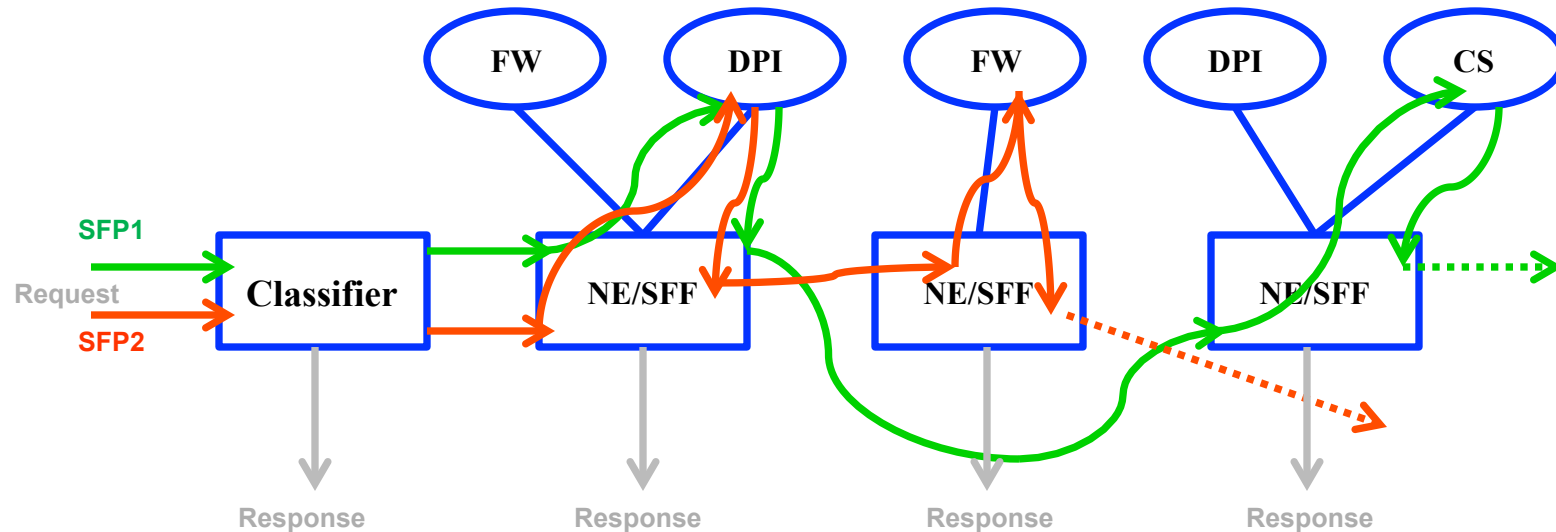 FW
DPI
FW
DPI
CS
SFP1
Request
SFP2
Classifier
NE/SFF
NE/SFF
NE/SFF
Response
Response
Response
Response